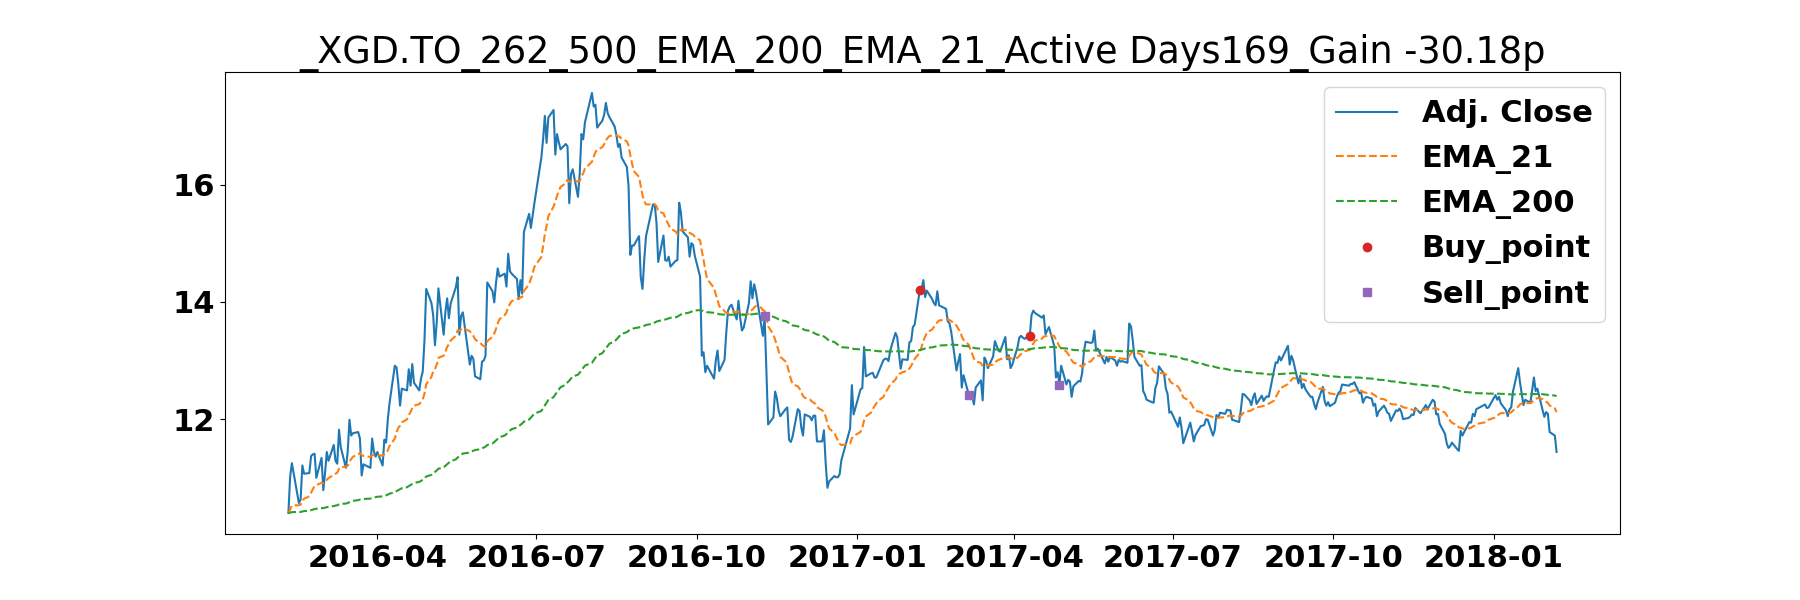 _XGD.TO_262_500_EMA_200_EMA_21_Active Days169_Gain -30.18p
Adj. Close
EMA_21
EMA_200
Buy_point
Sell_point
16
14
12
2016-04 2016-07 2016-10 2017-01 2017-04 2017-07 2017-10 2018-01